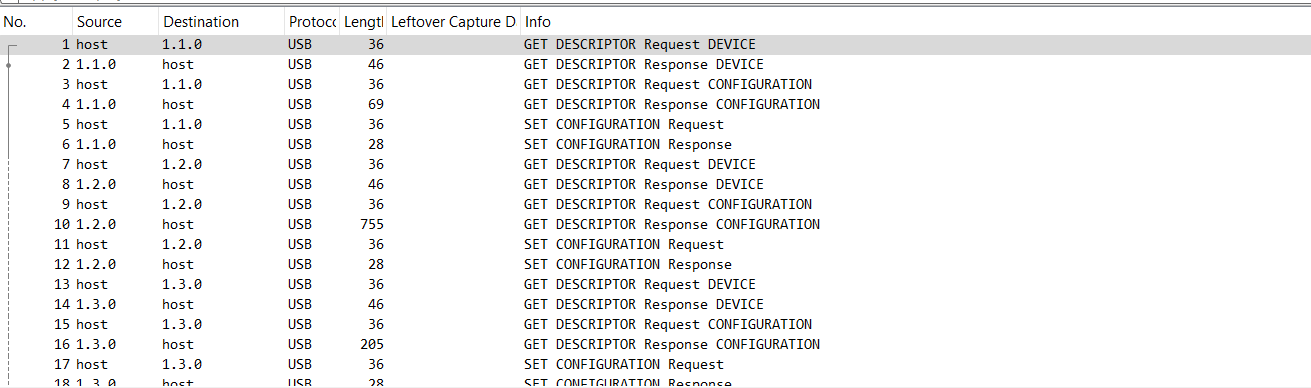 No. Source Destination Protocc Length Leftover Capture D Info
1 host 1.1.0 USB 36 GET DESCRIPTOR Request DEVICE
2 1.1.0 host USB 46 GET DESCRIPTOR Response DEVICE
3 host 1.1.0 USB 36 GET DESCRIPTOR Request CONFIGURATION
4 1.1.0 host USB 69 GET DESCRIPTOR Response CONFIGURATION
5 host 1.1.0 USB 36 SET CONFIGURATION Request
6 1.1.0 host USB 28 SET CONFIGURATION Response
7 host 1.2.0 USB 36 GET DESCRIPTOR Request DEVICE
8 1.2.0 host USB 46 GET DESCRIPTOR Response DEVICE
9 host 1.2.0 USB 36 GET DESCRIPTOR Request CONFIGURATION
10 1.2.0 host USB 755 GET DESCRIPTOR Response CONFIGURATION
11 host 1.2.0 USB 36 SET CONFIGURATION Request
12 1.2.0 host USB 28 SET CONFIGURATION Response
13 host 1.3.0 USB 36 GET DESCRIPTOR Request DEVICE
14 1.3.0 host USB 46 GET DESCRIPTOR Response DEVICE
15 host 1.3.0 USB 36 GET DESCRIPTOR Request CONFIGURATION
16 1.3.0 host USB 205 GET DESCRIPTOR Response CONFIGURATION
17 host 1.3.0 USB 36 SET CONFIGURATION Request
18 1.3.0 host USB 28 SET CONFIGURATION Response